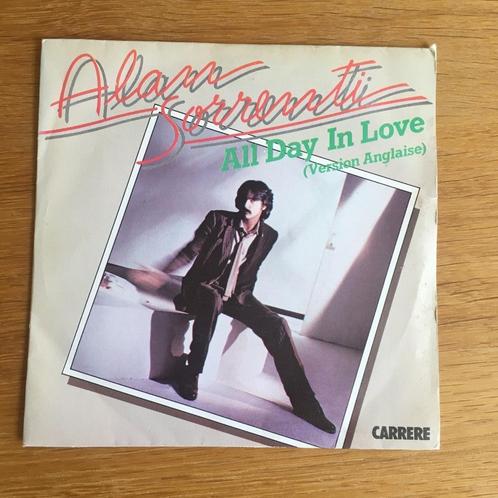 Alan
Sorrenti
All Day In Love
(Version Anglaise)
CARRERE